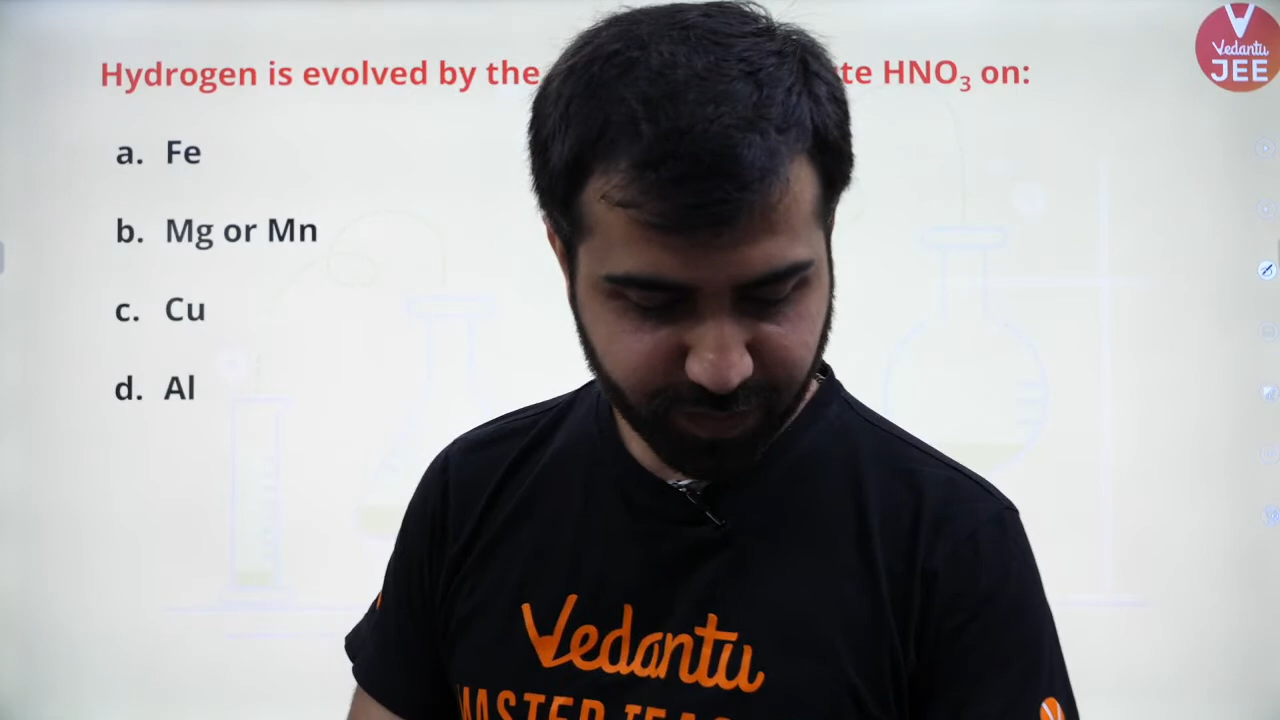 Hydrogen is evolved by the te HNO₃ on:
a. Fe
b. Mg or Mn
c. Cu
d. Al
Vedantu
JEE
Vedantu